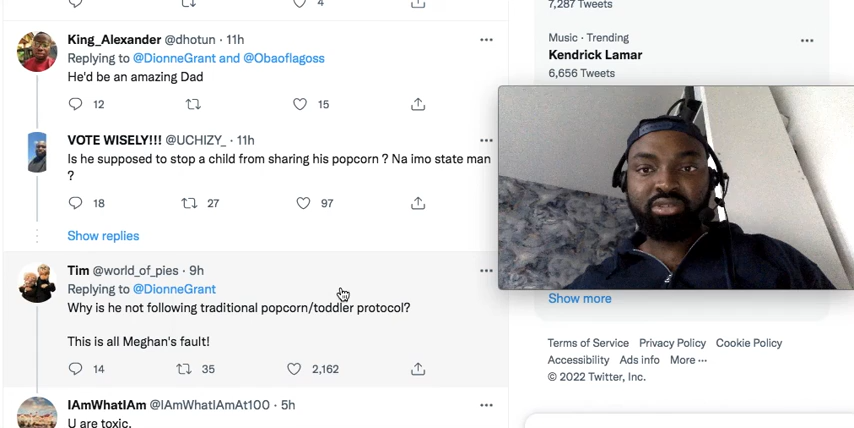 4
7,287 Tweets
King_Alexander @dhotun · 11h
Replying to @DionneGrant and @Obaoflagoss
He'd be an amazing Dad
12
15
VOTE WISELY!!! @UCHIZY_ · 11h
Is he supposed to stop a child from sharing his popcorn ? Na imo state man
?
18
27
97
Show replies
Tim @world_of_pies · 9h
Replying to @DionneGrant
Why is he not following traditional popcorn/toddler protocol?
This is all Meghan's fault!
14
35
2,162
IAmWhatIAm @IAmWhatIAmAt100 · 5h
U are toxic.
Music · Trending
Kendrick Lamar
6,656 Tweets
Show more
Terms of Service Privacy Policy Cookie Policy
Accessibility Ads info More ···
© 2022 Twitter, Inc.